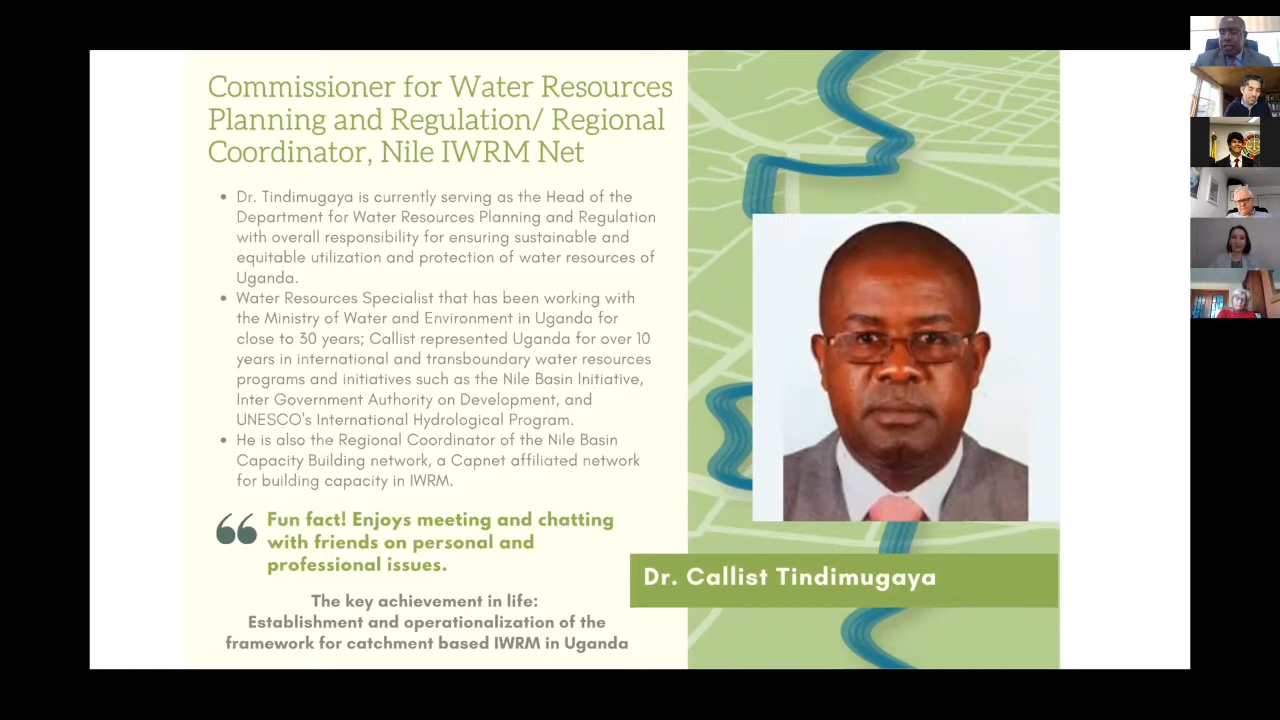 Commissioner for Water Resources
Planning and Regulation/ Regional
Coordinator, Nile IWRM Net
• Dr. Tindimugaya is currently serving as the Head of the
Department for Water Resources Planning and Regulation
with overall responsibility for ensuring sustainable and
equitable utilization and protection of water resources of
Uganda.
• Water Resources Specialist that has been working with
the Ministry of Water and Environment in Uganda for
close to 30 years; Callist represented Uganda for over 10
years in international and transboundary water resources
programs and initiatives such as the Nile Basin Initiative,
Inter Government Authority on Development, and
UNESCO's International Hydrological Program.
• He is also the Regional Coordinator of the Nile Basin
Capacity Building network, a Capnet affiliated network
for building capacity in IWRM.
Fun fact! Enjoys meeting and chatting
with friends on personal and
professional issues.
The key achievement in life:
Establishment and operationalization of the
framework for catchment based IWRM in Uganda
Dr. Callist Tindimugaya